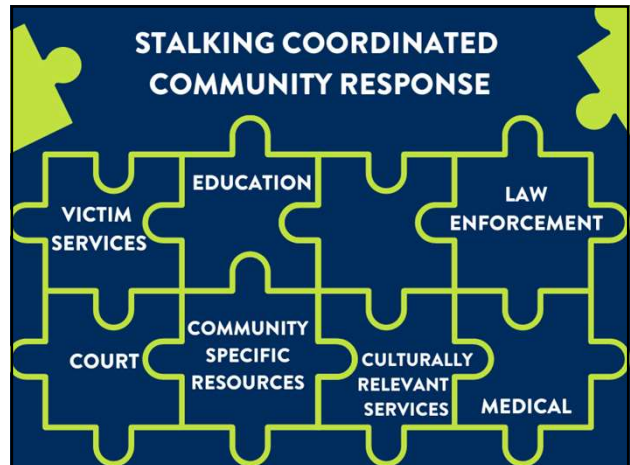 STALKING COORDINATED
COMMUNITY RESPONSE
VICTIM
SERVICES
EDUCATION
LAW
ENFORCEMENT
COURT
COMMUNITY
SPECIFIC
RESOURCES
CULTURALLY
RELEVANT
SERVICES
MEDICAL